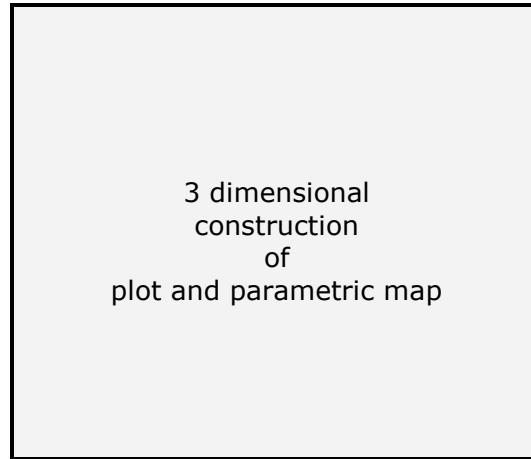 3 dimensional
construction
of
plot and parametric map